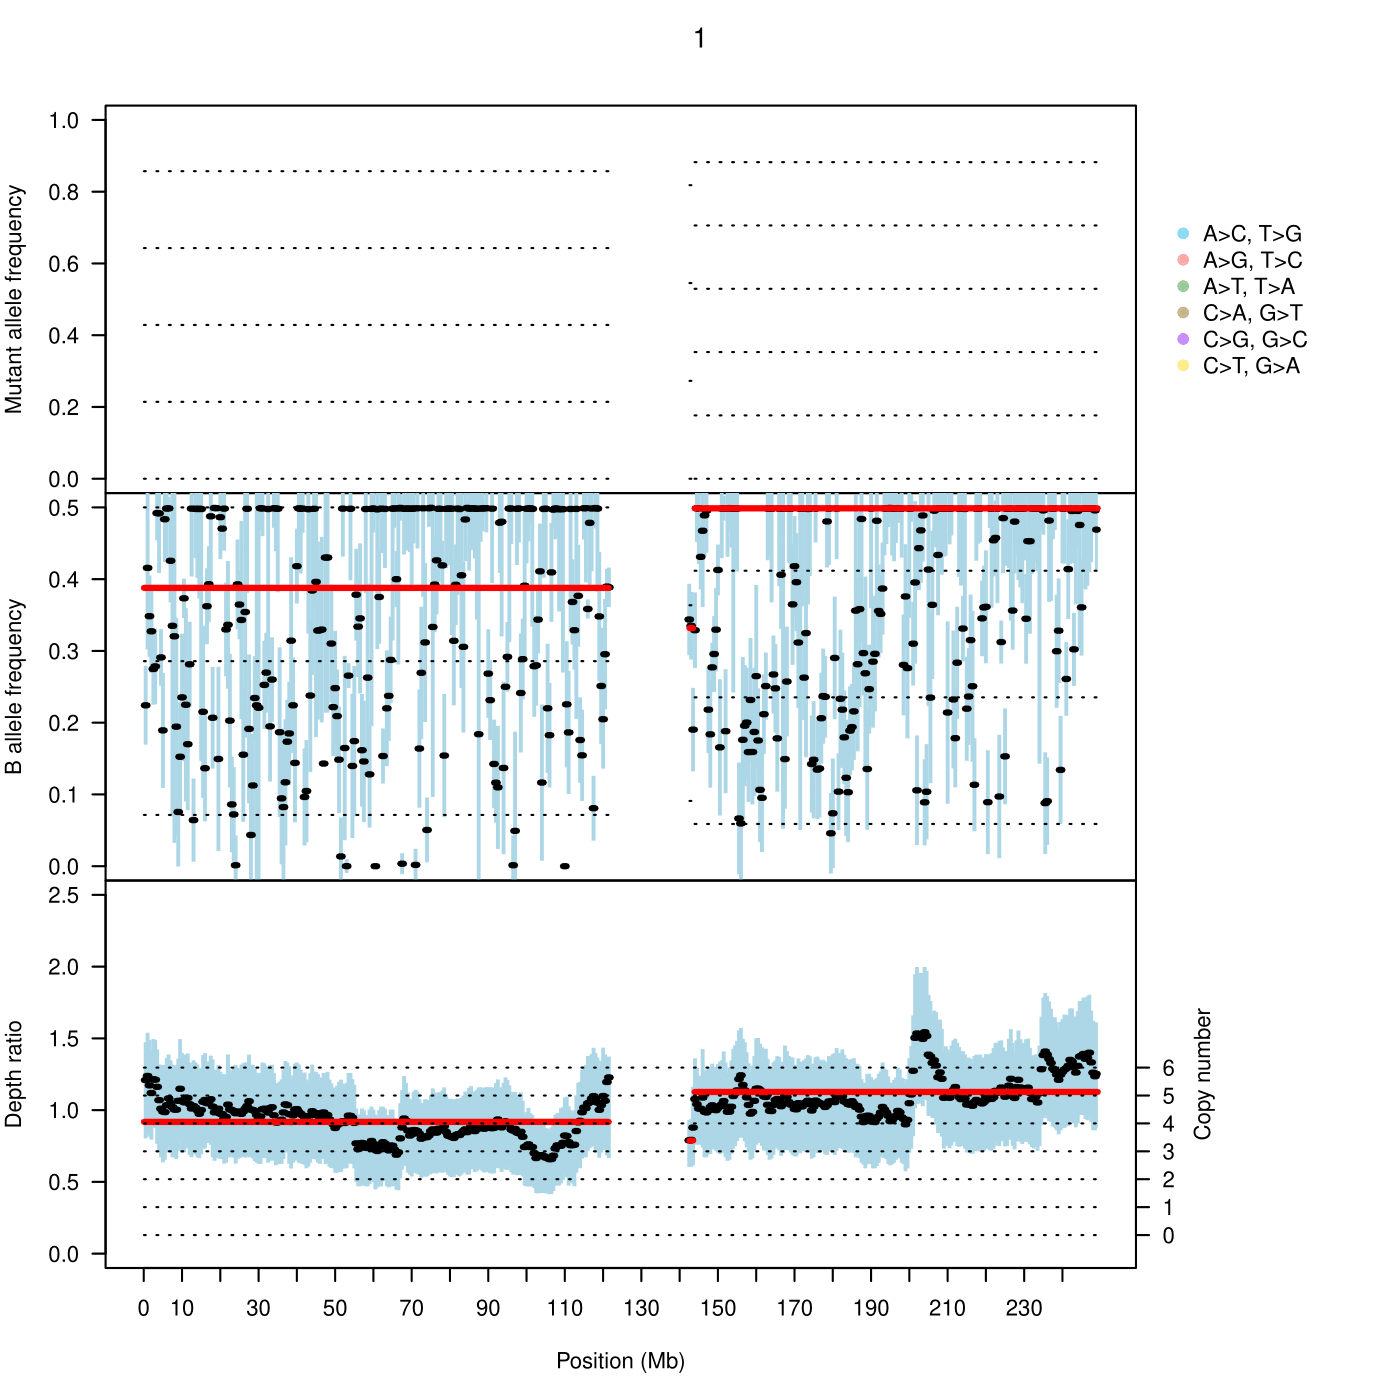 1
Mutant allele frequency
1.0
0.8
0.6
0.4
0.2
0.0
A>C, T>G
A>G, T>C
A>T, T>A
C>A, G>T
C>G, G>C
C>T, G>A
B allele frequency
0.5
0.4
0.3
0.2
0.1
0.0
Depth ratio
2.5
2.0
1.5
1.0
0.5
0.0
Copy number
6
5
4
3
2
1
0
0 10 30 50 70 90 110 130 150 170 190 210 230
Position (Mb)